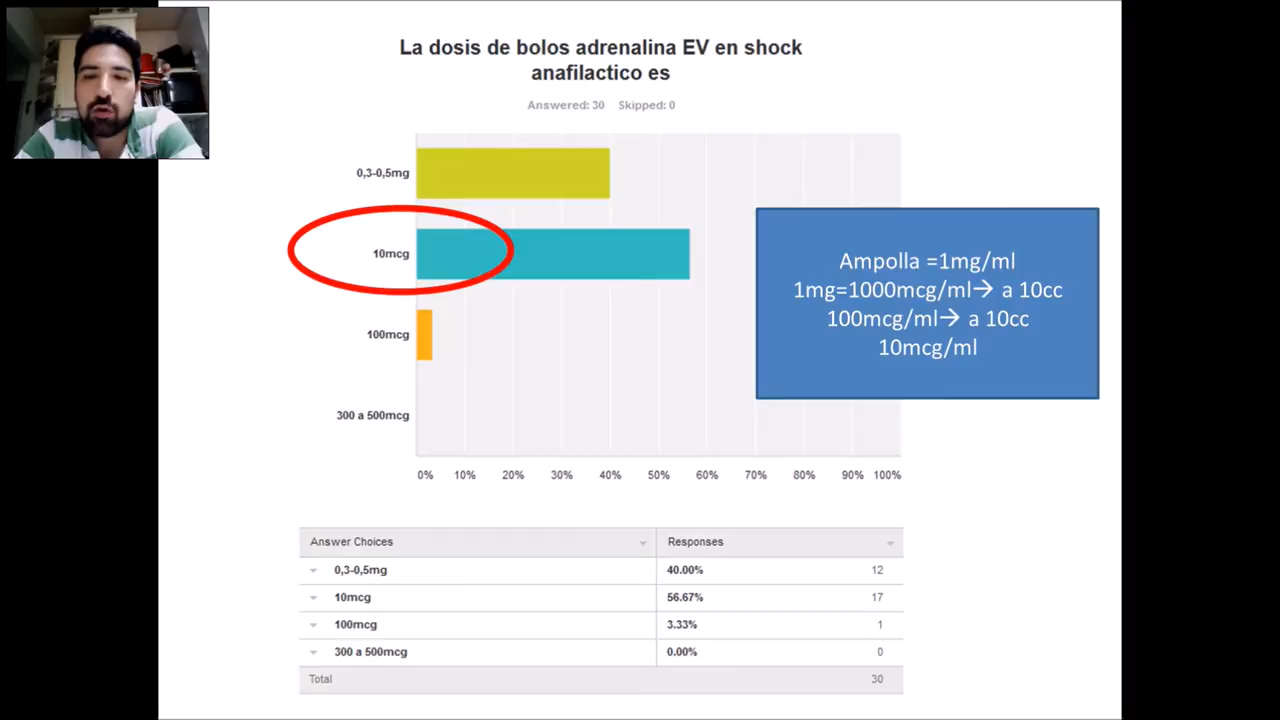 La dosis de bolos adrenalina EV en shock
anafilactico es
Answered: 30 Skipped: 0
0,3-0,5mg
10mcg
100mcg
300 a 500mcg
0% 10% 20% 30% 40% 50% 60% 70% 80% 90% 100%
Ampolla =1mg/ml
1mg=1000mcg/ml→ a 10cc
100mcg/ml→ a 10cc
10mcg/ml
Answer Choices Responses
0,3-0,5mg 40.00% 12
10mcg 56.67% 17
100mcg 3.33% 1
300 a 500mcg 0.00% 0
Total 30